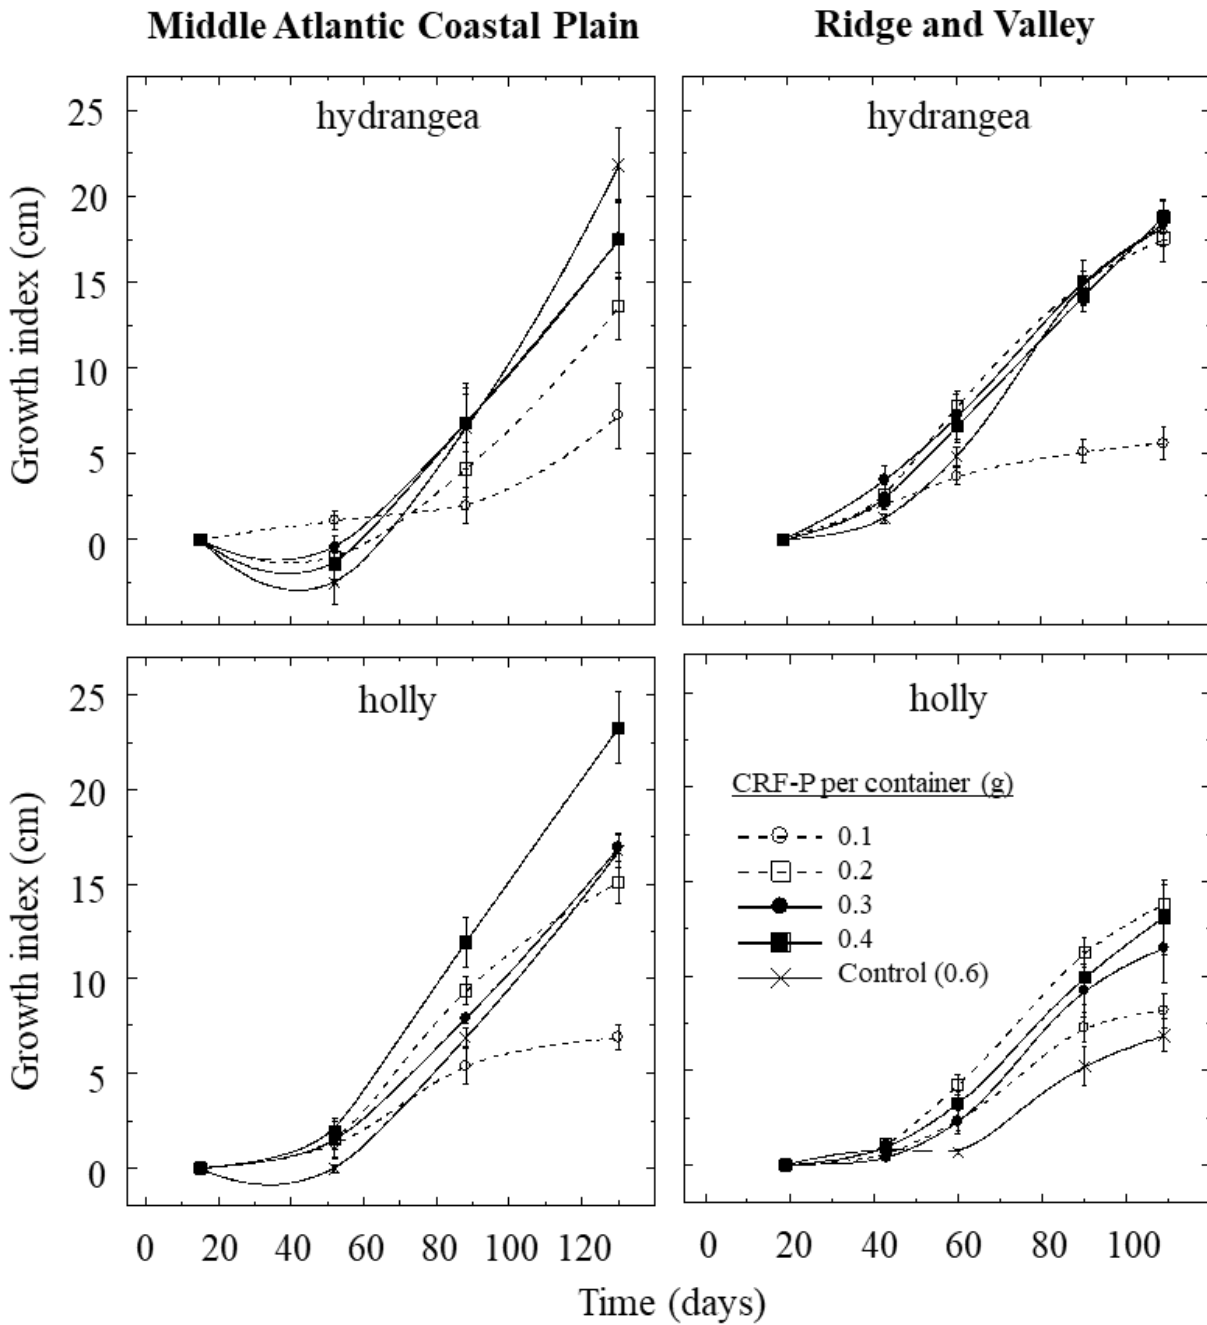 Middle Atlantic Coastal Plain
Ridge and Valley
hydrangea
hydrangea
25
20
15
10
5
0
Growth index (cm)
holly
holly
25
20
15
10
5
0
Growth index (cm)
CRF-P per container (g)
0.1
0.2
0.3
0.4
Control (0.6)
0 20 40 60 80 100 120
0 20 40 60 80 100
Time (days)